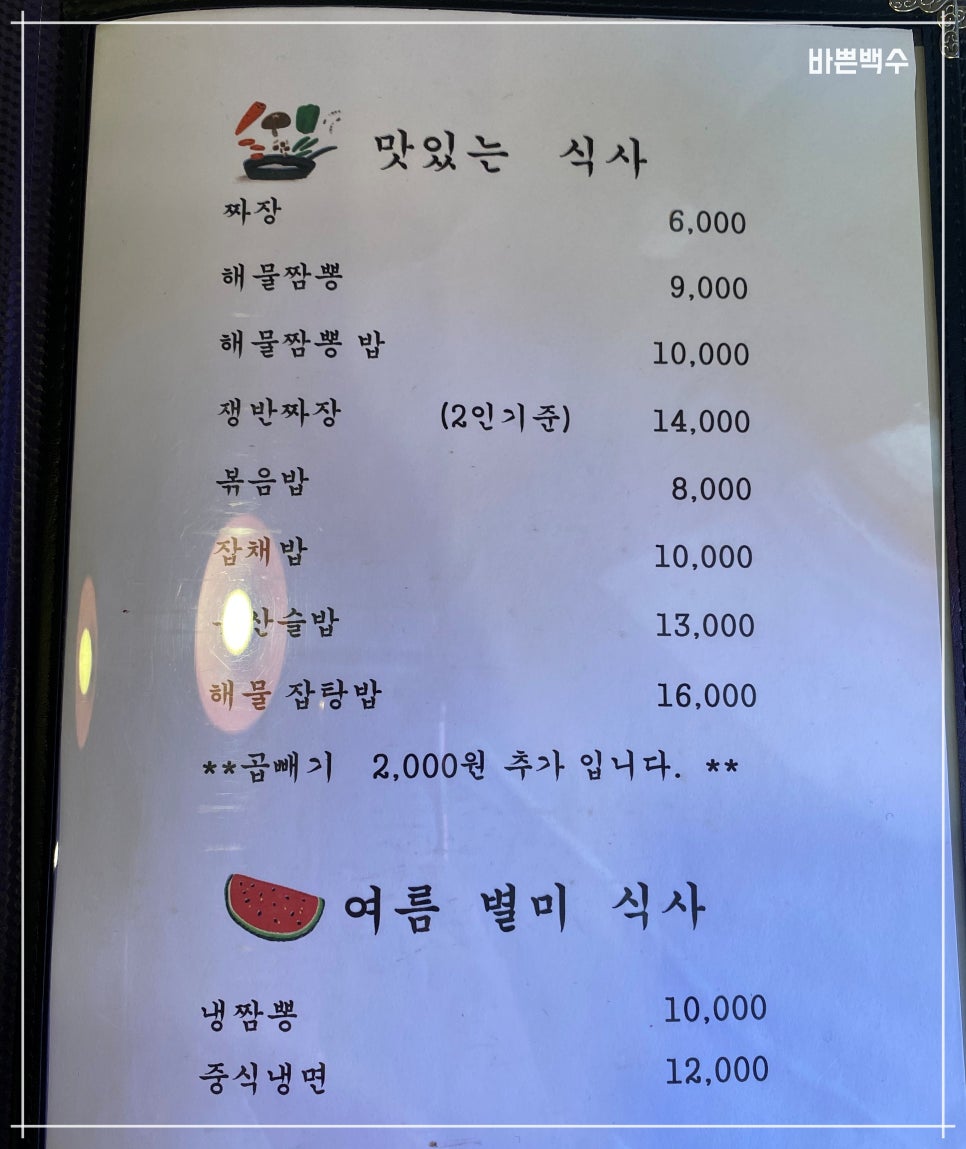 바쁜백수
맛있는 식사
짜장 6,000
해물짬뽕 9,000
해물짬뽕 밥 10,000
쟁반짜장 (2인기준) 14,000
볶음밥 8,000
잡채밥 10,000
13,000
해물 잡탕밥 16,000
**곱빼기 2,000원 추가 입니다. **
여름 별미 식사
냉짬뽕 10,000
중식냉면 12,000